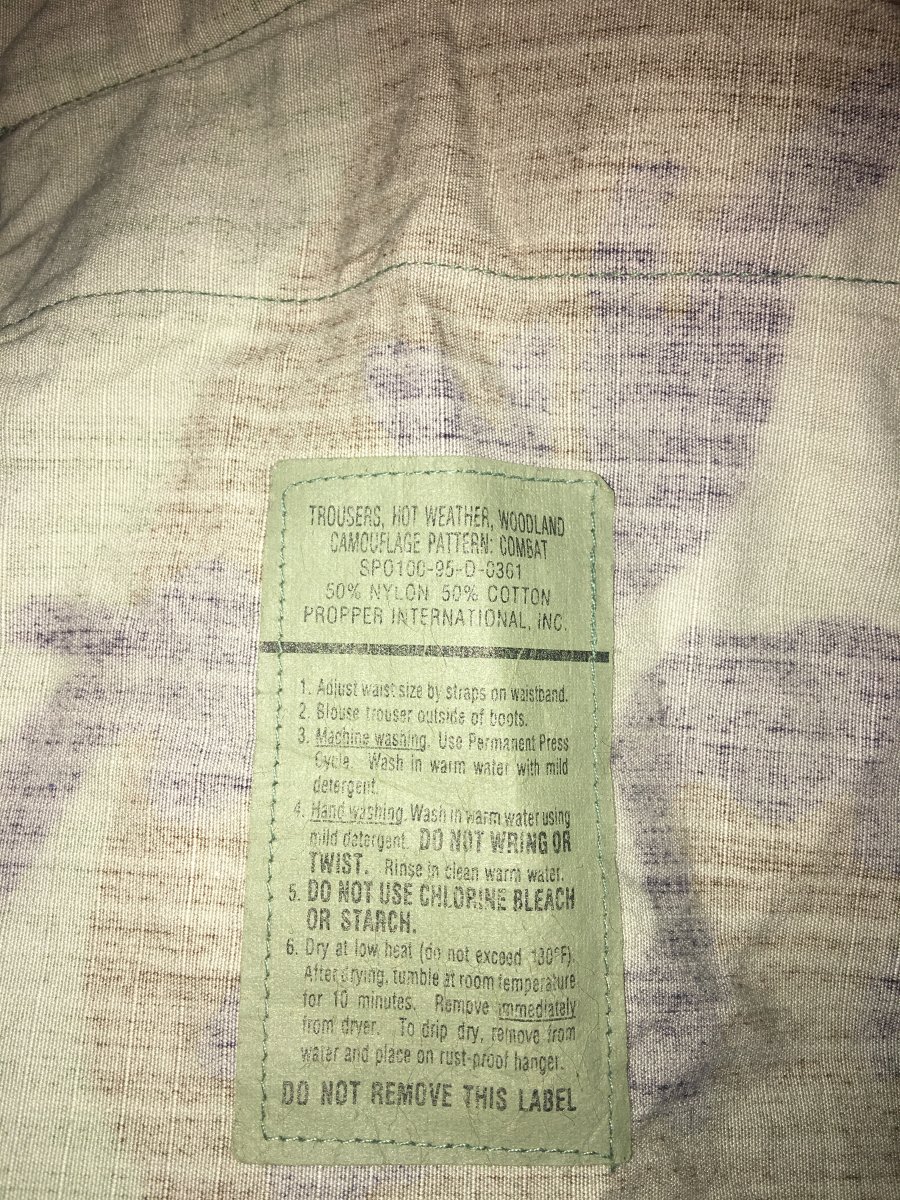 TROUSERS, HOT WEATHER, WOODLAND
CAMOUFLAGE PATTERN: COMBAT
SPO100-95-D-0361
50% NYLON 50% COTTON
PROPPER INTERNATIONAL, INC.
1. Adjust waist size by straps on waistband.
2. Blouse trouser outside of boots.
3. Machine washing. Use Permanent Press
Cycle. Wash in warm water with mild
detergent.
4. Hand washing. Wash in warm water using
mild detergent. DO NOT WRING OR
TWIST. Rinse in clean warm water.
5. DO NOT USE CHLORINE BLEACH
OR STARCH.
6. Dry at low heat (do not exceed 130°F).
After drying, tumble at room temperature
for 10 minutes. Remove immediately
from dryer. To drip dry, remove from
water and place on rust-proof hanger.
DO NOT REMOVE THIS LABEL